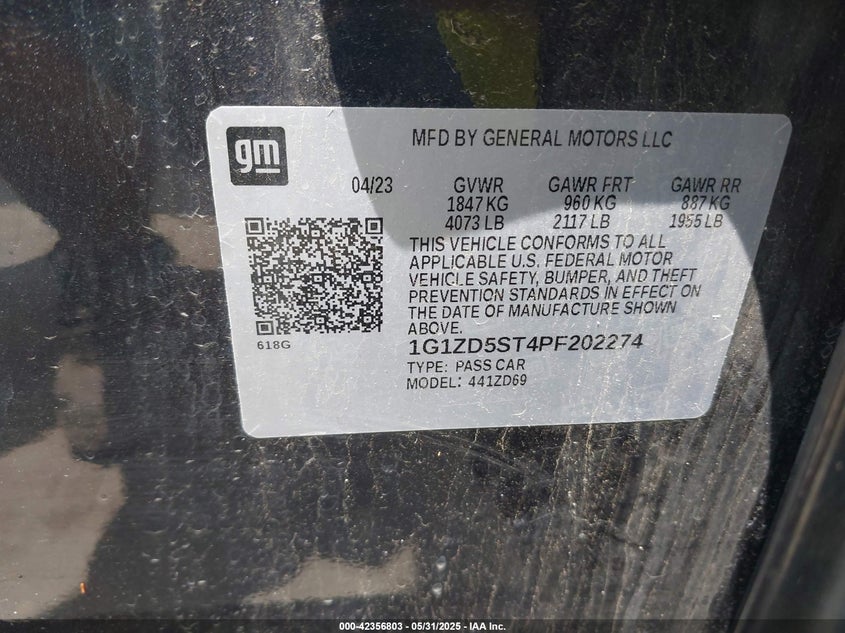 gm
MFD BY GENERAL MOTORS LLC
04/23 GVWR GAWR FRT GAWR RR
1847 KG 960 KG 887 KG
4073 LB 2117 LB 1955 LB
THIS VEHICLE CONFORMS TO ALL
APPLICABLE U.S. FEDERAL MOTOR
VEHICLE SAFETY, BUMPER, AND THEFT
PREVENTION STANDARDS IN EFFECT ON
THE DATE OF MANUFACTURE SHOWN
ABOVE.
618G
1G1ZD5ST4PF202274
TYPE: PASS CAR
MODEL: 441ZD69
000-42356803 - 05/31/2025 - IAA Inc.